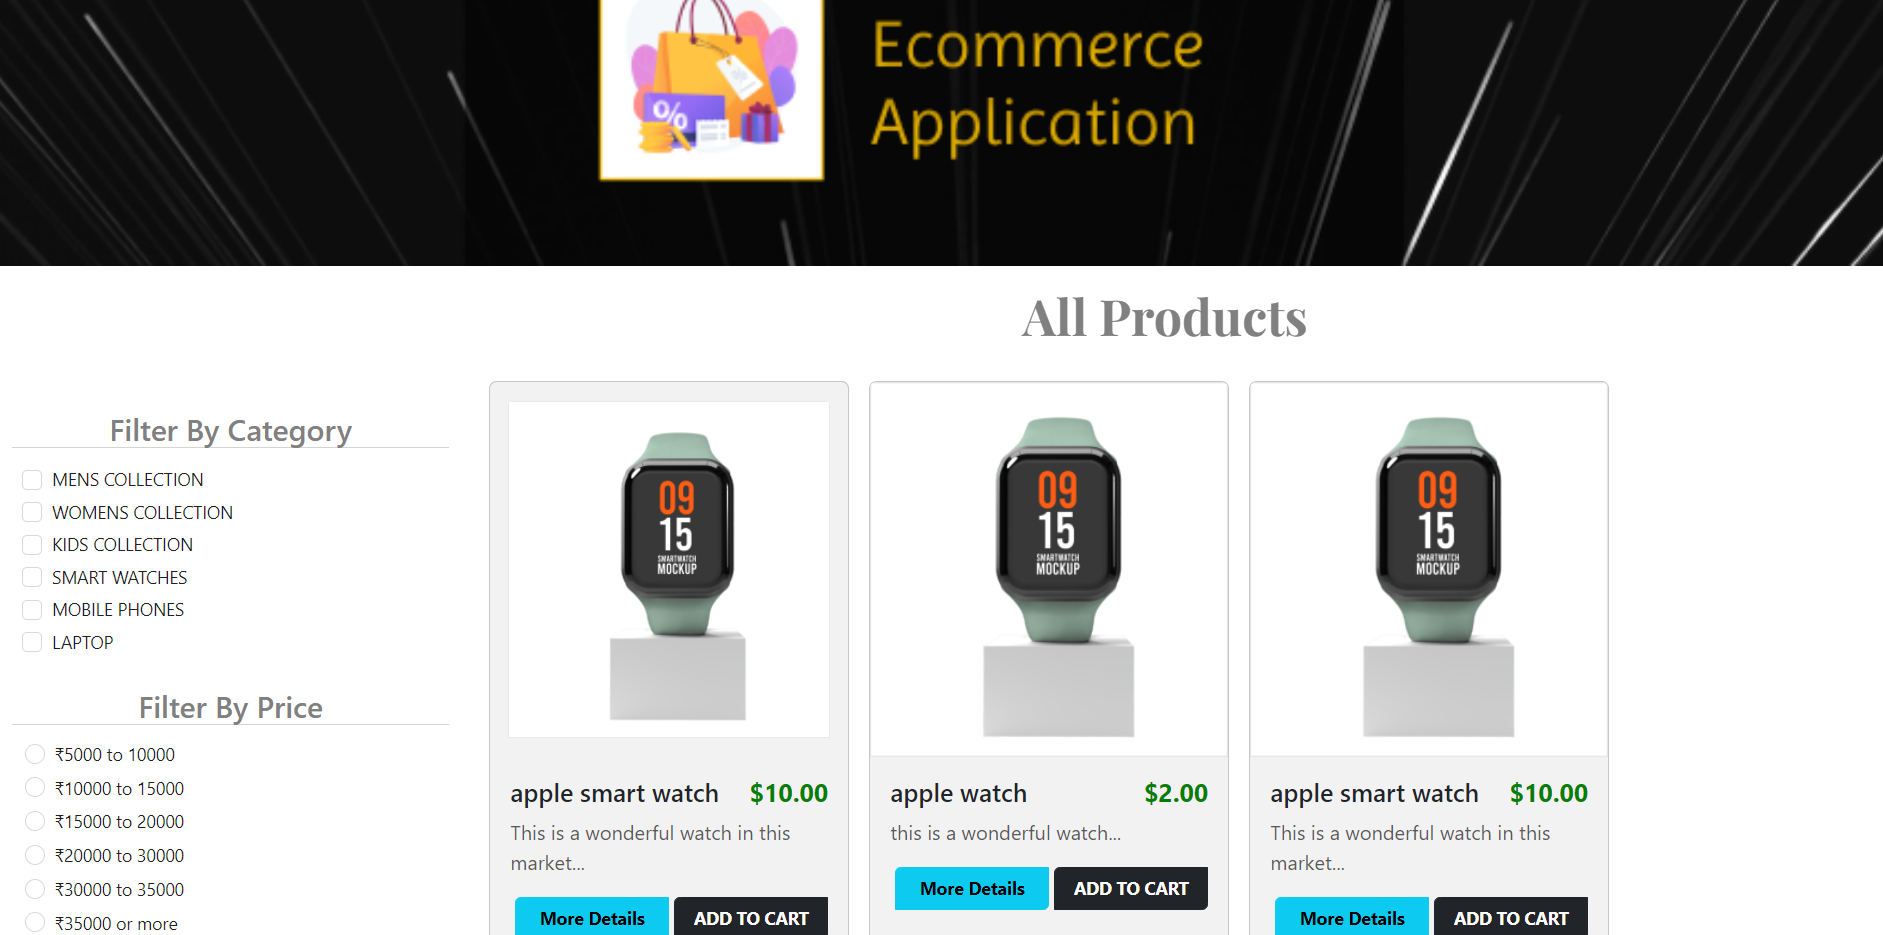 %
Ecommerce
Application
All Products
Filter By Category
MENS COLLECTION
WOMENS COLLECTION
KIDS COLLECTION
SMART WATCHES
MOBILE PHONES
LAPTOP
Filter By Price
₹5000 to 10000
₹10000 to 15000
₹15000 to 20000
₹20000 to 30000
₹30000 to 35000
₹35000 or more
09
15
SMARTWATCH
MOCKUP
apple smart watch $10.00
This is a wonderful watch in this
market...
More Details ADD TO CART
09
15
SMARTWATCH
MOCKUP
apple watch $2.00
this is a wonderful watch...
More Details ADD TO CART
09
15
SMARTWATCH
MOCKUP
apple smart watch $10.00
This is a wonderful watch in this
market...
More Details ADD TO CART